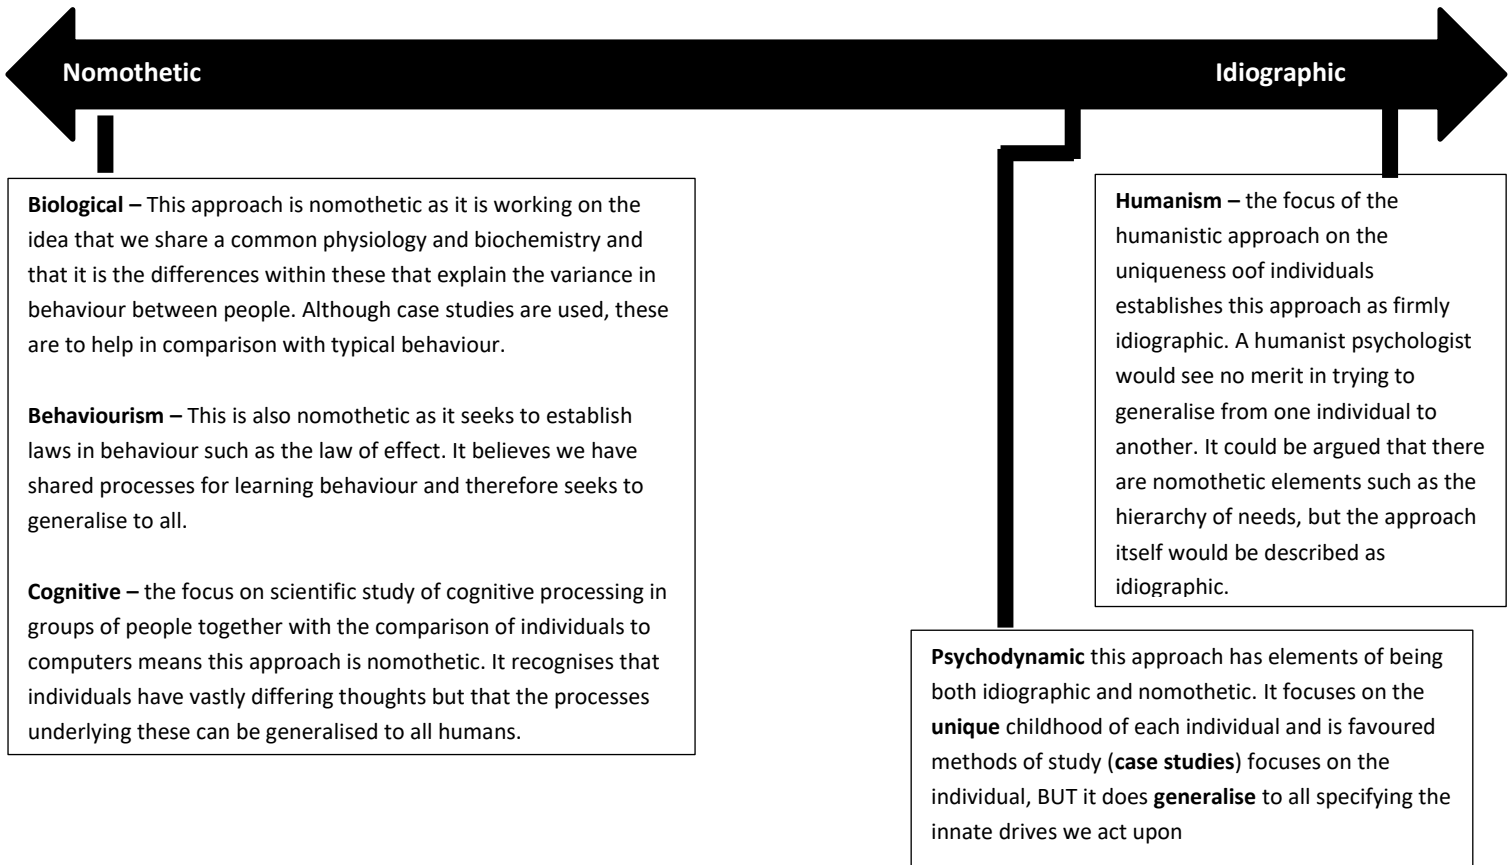 Nomothetic
Idiographic
Biological – This approach is nomothetic as it is working on the
idea that we share a common physiology and biochemistry and
that it is the differences within these that explain the variance in
behaviour between people. Although case studies are used, these
are to help in comparison with typical behaviour.
Behaviourism – This is also nomothetic as it seeks to establish
laws in behaviour such as the law of effect. It believes we have
shared processes for learning behaviour and therefore seeks to
generalise to all.
Cognitive – the focus on scientific study of cognitive processing in
groups of people together with the comparison of individuals to
computers means this approach is nomothetic. It recognises that
individuals have vastly differing thoughts but that the processes
underlying these can be generalised to all humans.
Humanism – the focus of the
humanistic approach on the
uniqueness oof individuals
establishes this approach as firmly
idiographic. A humanist psychologist
would see no merit in trying to
generalise from one individual to
another. It could be argued that there
are nomothetic elements such as the
hierarchy of needs, but the approach
itself would be described as
idiographic.
Psychodynamic this approach has elements of being
both idiographic and nomothetic. It focuses on the
unique childhood of each individual and is favoured
methods of study (case studies) focuses on the
individual, BUT it does generalise to all specifying the
innate drives we act upon